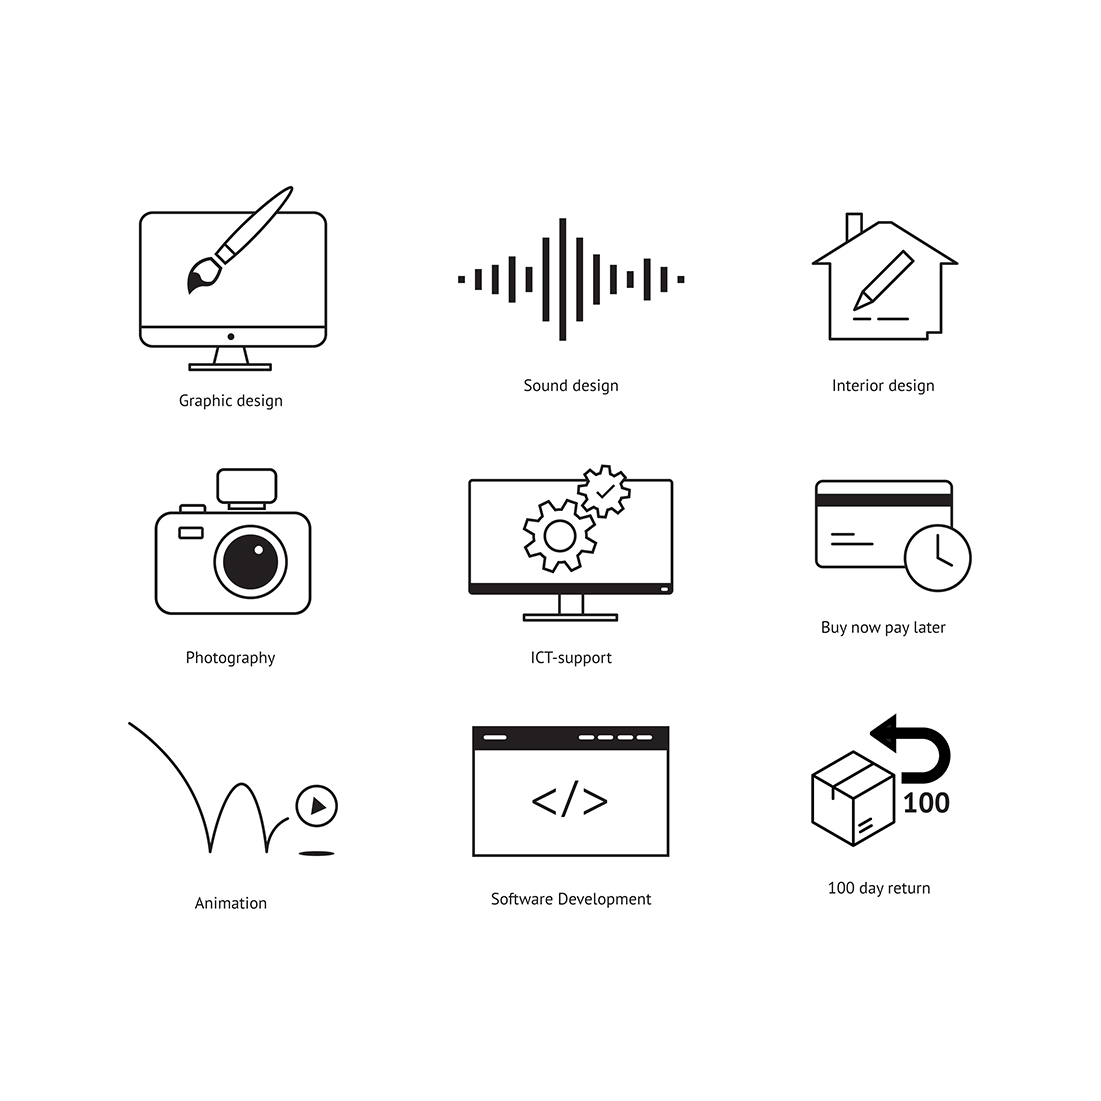 Graphic design
Sound design
Interior design
Photography
ICT-support
Buy now pay later
Animation
</>
Software Development
100
100 day return